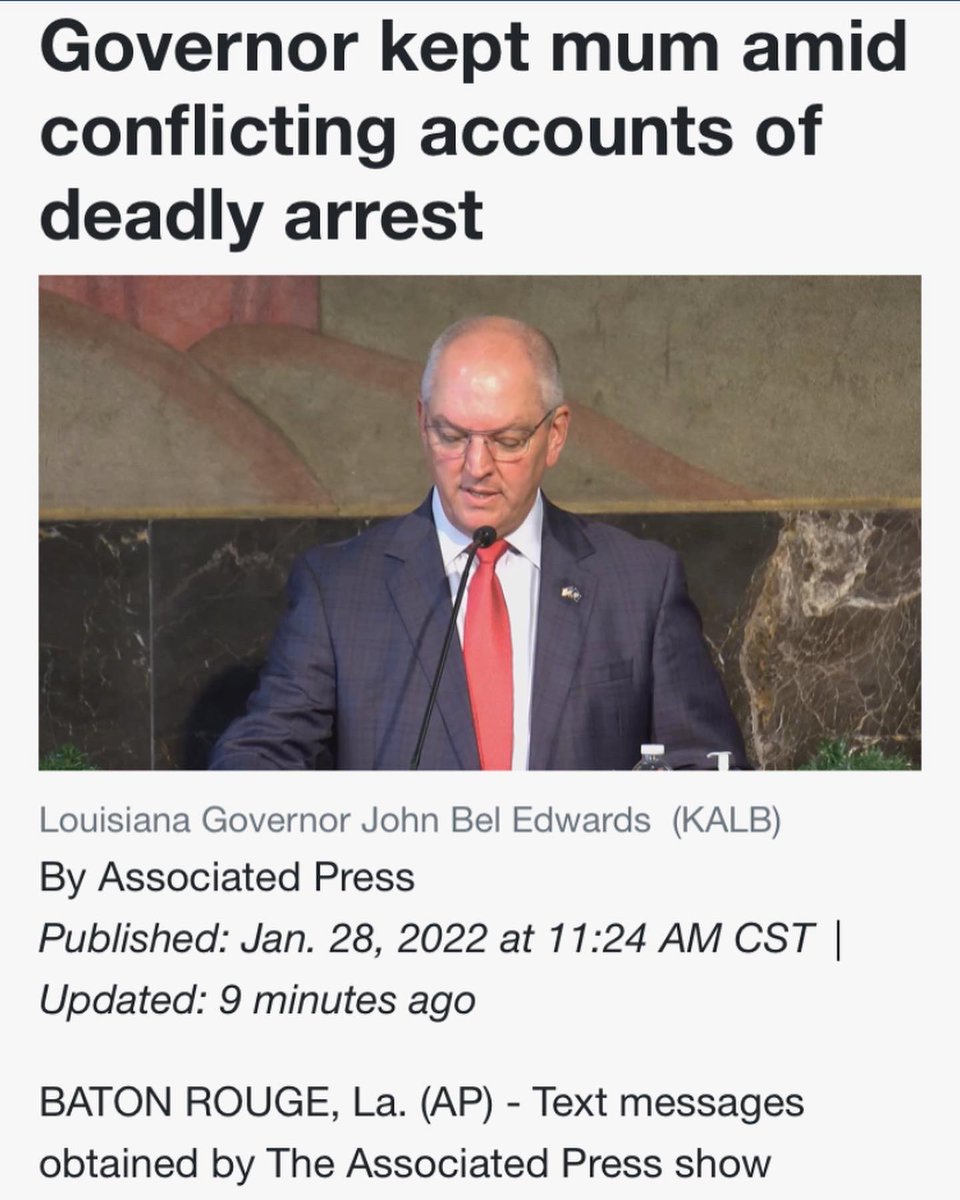 Governor kept mum amid
conflicting accounts of
deadly arrest
Louisiana Governor John Bel Edwards (KALB)
By Associated Press
Published: Jan. 28, 2022 at 11:24 AM CST |
Updated: 9 minutes ago
BATON ROUGE, La. (AP) - Text messages
obtained by The Associated Press show